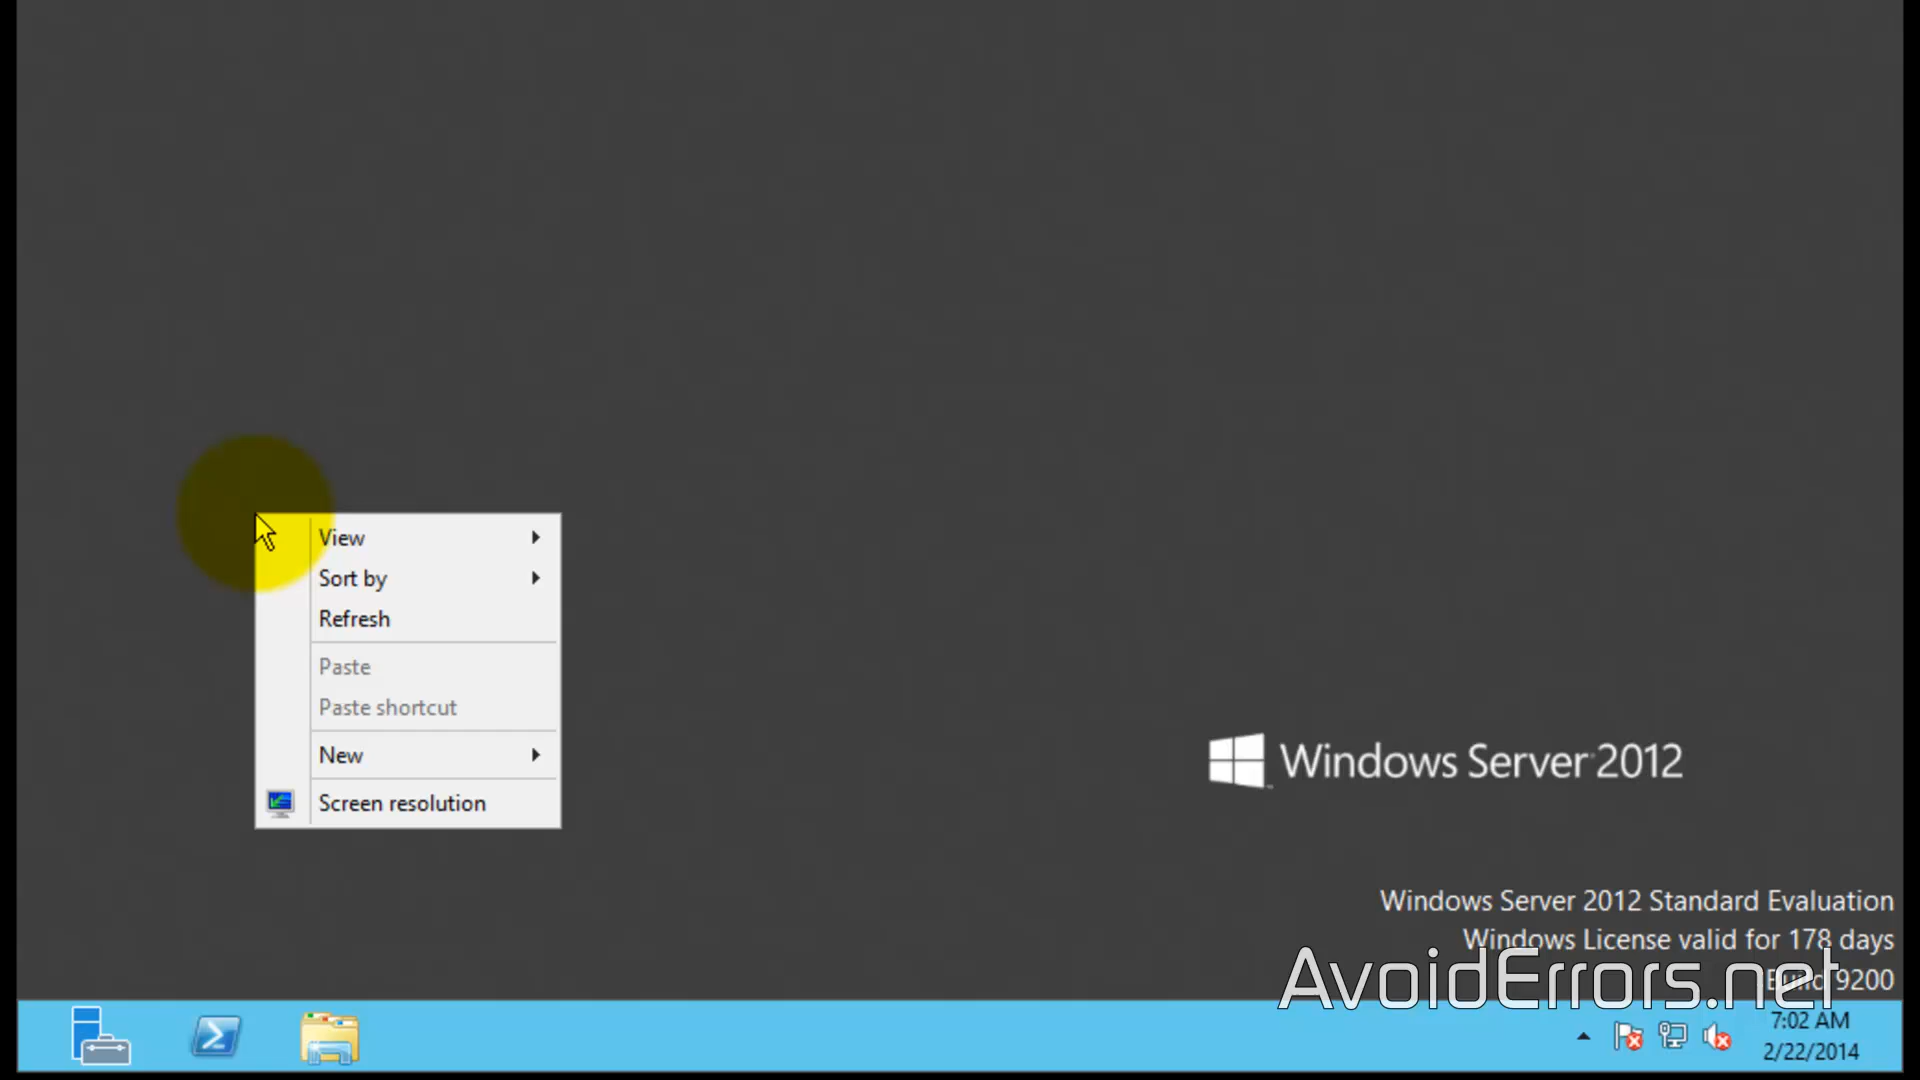 View
Sort by
Refresh
Paste
Paste shortcut
New
Screen resolution
Windows Server 2012
Windows Server 2012 Standard Evaluation
Windows License valid for 178 days
Build 9200
AvoidErrors.net
7:02 AM
2/22/2014